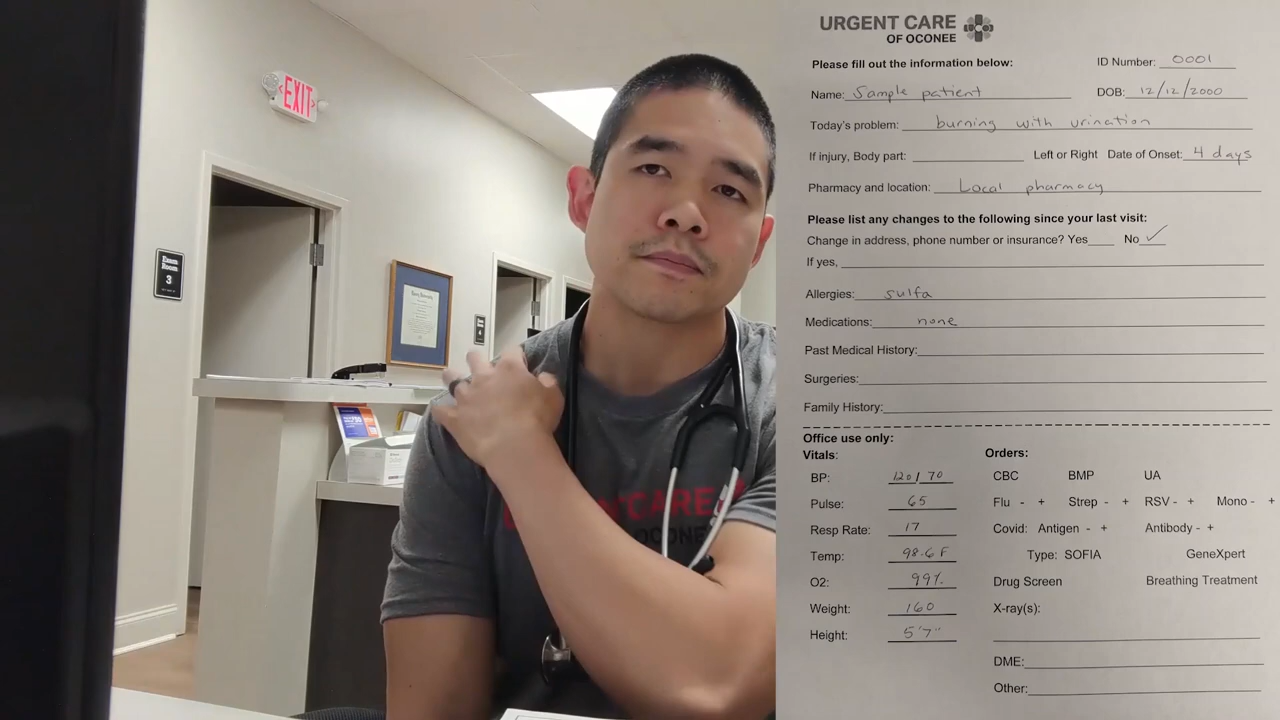 EXIT
Exam
Room
3
4
URGENT CARE
OF OCONEE
URGENT CARE
OF OCONEE
Please fill out the information below:
ID Number: 0001
Name: Sample patient DOB: 12/12/2000
Today's problem: burning with urination
If injury, Body part: Left or Right Date of Onset: 4 days
Pharmacy and location: Local pharmacy
Please list any changes to the following since your last visit:
Change in address, phone number or insurance? Yes No ✓
If yes,
Allergies: sulfa
Medications: none
Past Medical History:
Surgeries:
Family History:
Office use only:
Vitals: Orders:
BP: 120/70 CBC BMP UA
Pulse: 65 Flu - + Strep - + RSV - + Mono - +
Resp Rate: 17 Covid: Antigen - + Antibody - +
Temp: 98.6 F Type: SOFIA GeneXpert
O2: 99% Drug Screen Breathing Treatment
Weight: 160 X-ray(s):
Height: 5'7"
DME:
Other: